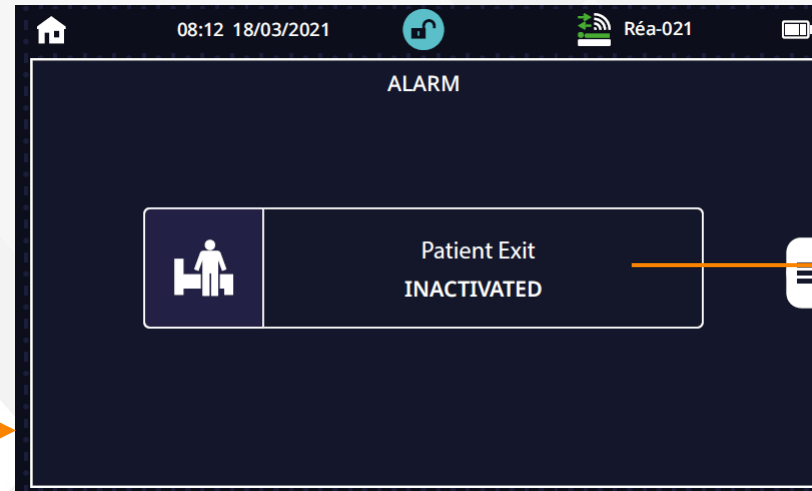 08:12 18/03/2021 Réa-021
ALARM
Patient Exit
INACTIVATED